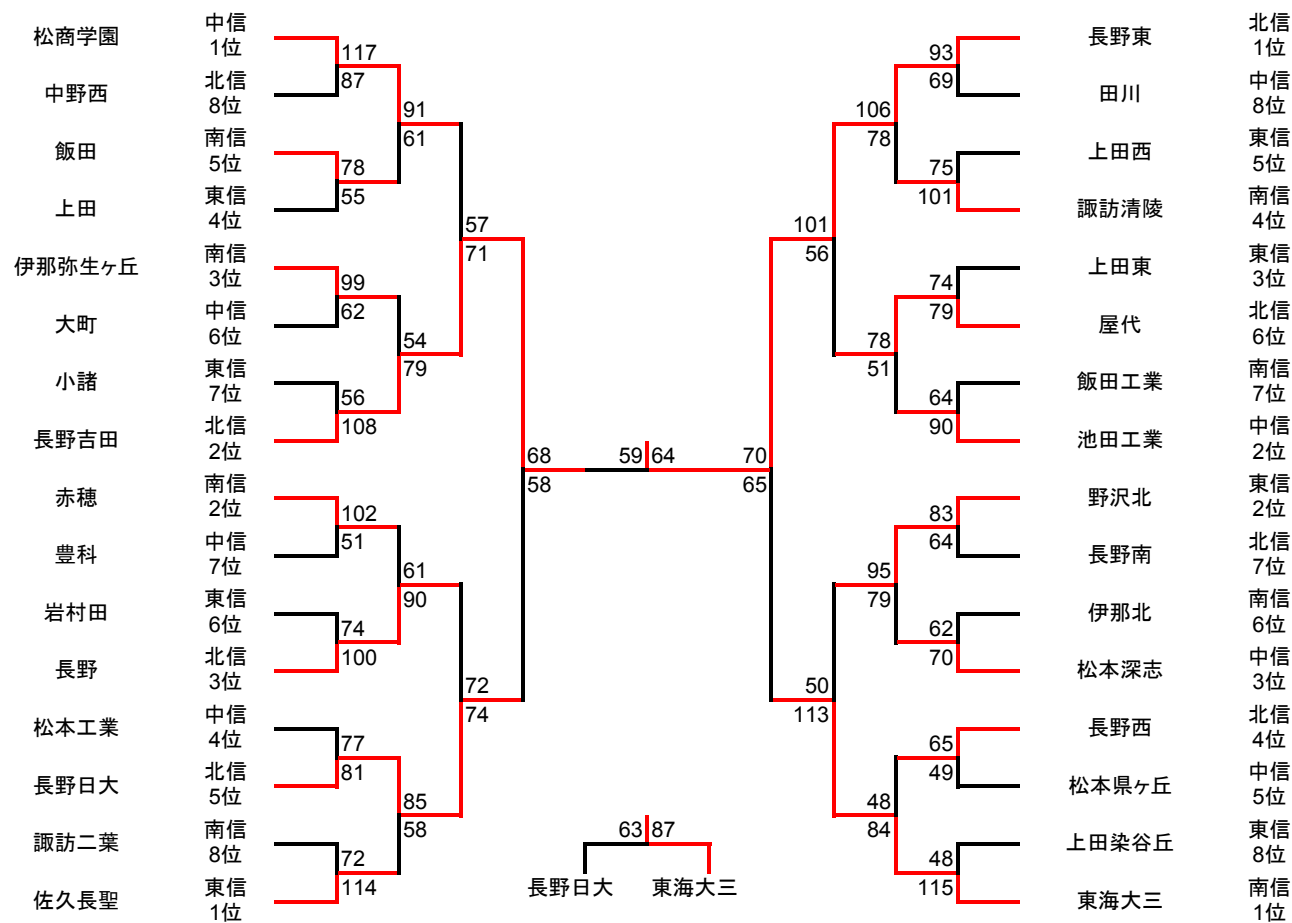 松商学園
中信
1位
117
87
中野西
北信
8位
91
61
飯田
南信
5位
78
55
上田
東信
4位
57
71
伊那弥生ヶ丘
南信
3位
99
62
大町
中信
6位
54
79
小諸
東信
7位
56
108
長野吉田
北信
2位
68
58
赤穂
南信
2位
102
51
豊科
中信
7位
61
90
岩村田
東信
6位
74
100
長野
北信
3位
72
74
松本工業
中信
4位
77
81
長野日大
北信
5位
85
58
諏訪二葉
南信
8位
72
114
佐久長聖
東信
1位
59 64
63 87
長野日大 東海大三
93
69
長野東
北信
1位
田川
中信
8位
106
78
75
101
上田西
東信
5位
諏訪清陵
南信
4位
101
56
74
79
上田東
東信
3位
屋代
北信
6位
78
51
64
90
飯田工業
南信
7位
池田工業
中信
2位
70
65
83
64
野沢北
東信
2位
長野南
北信
7位
95
79
62
70
伊那北
南信
6位
松本深志
中信
3位
50
113
65
49
長野西
北信
4位
松本県ヶ丘
中信
5位
48
84
48
115
上田染谷丘
東信
8位
東海大三
南信
1位